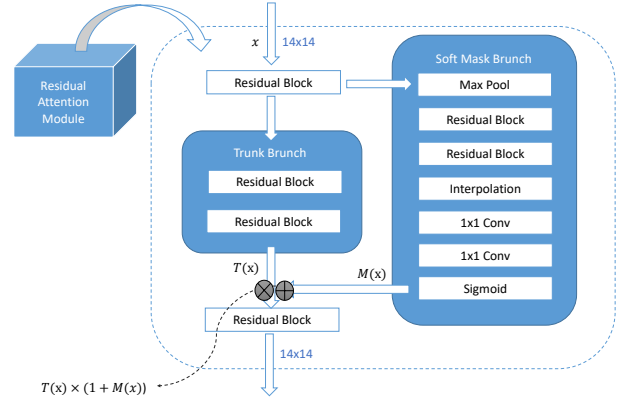 x
14x14
Residual
Attention
Module
Residual Block
Soft Mask Brunch
Max Pool
Residual Block
Residual Block
Interpolation
1x1 Conv
1x1 Conv
Sigmoid
Trunk Brunch
Residual Block
Residual Block
T(x)
M(x)
Residual Block
14x14
T(x) × (1 + M(x))